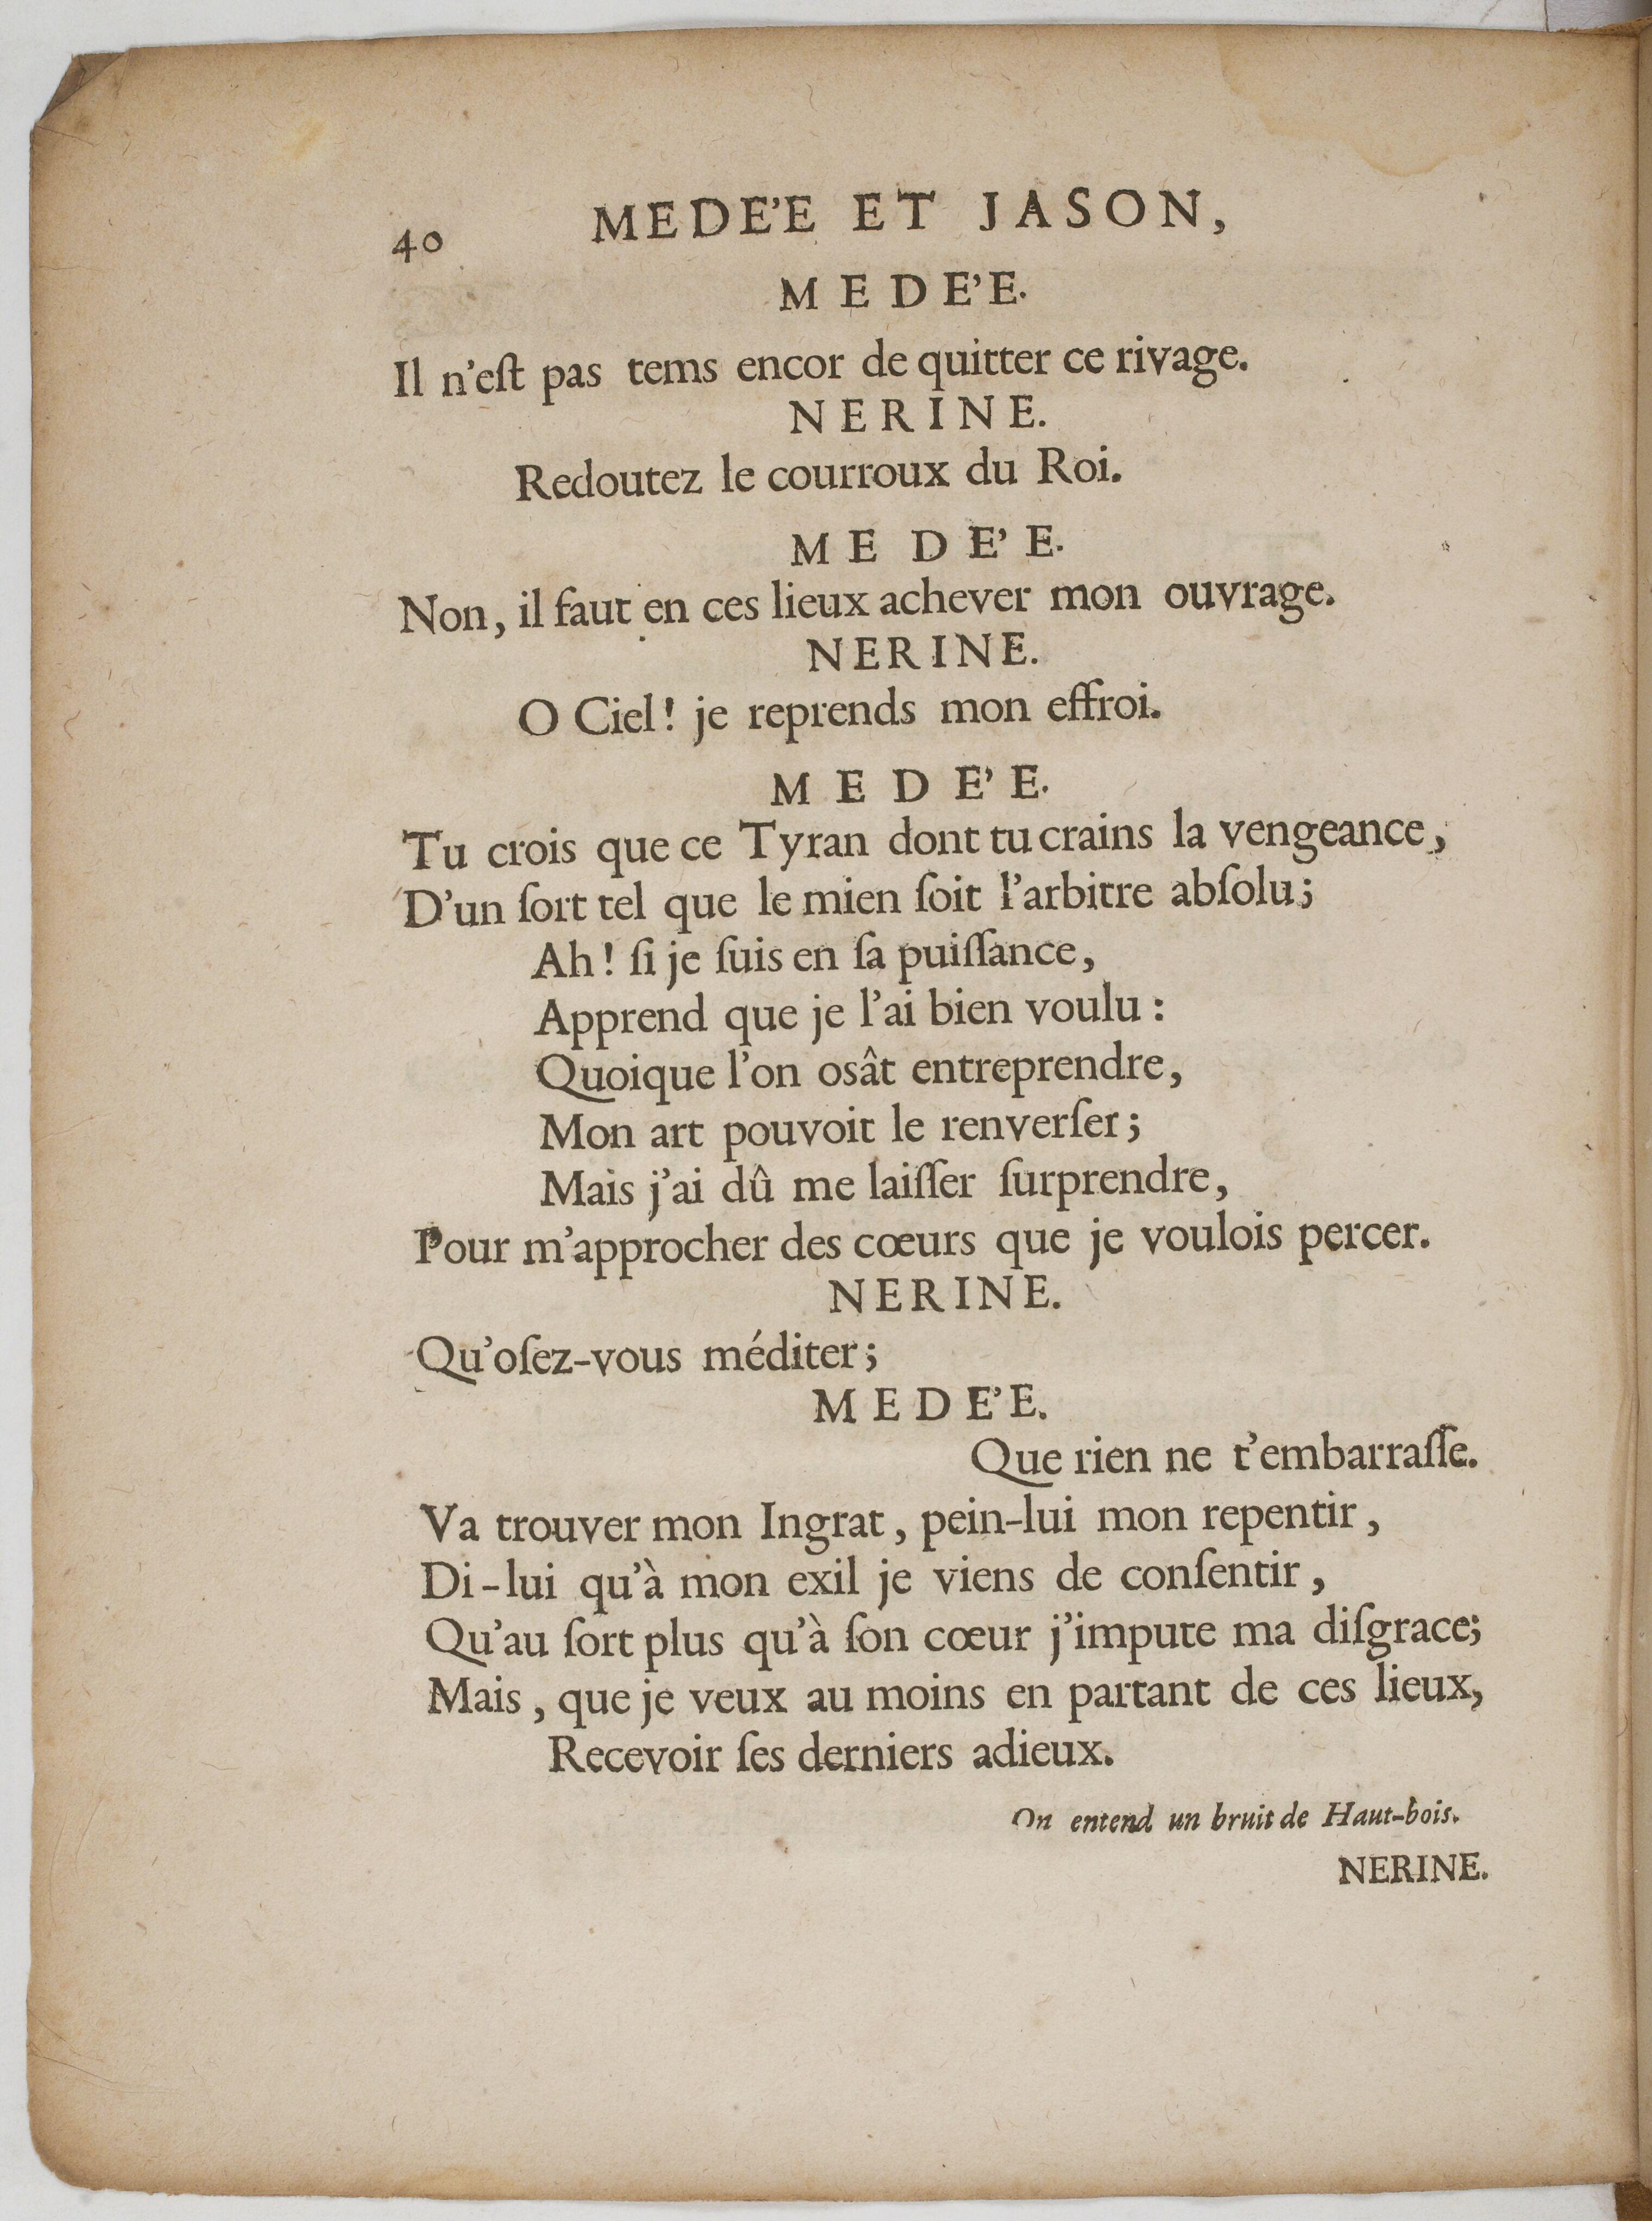 40 MEDE'E ET JASON,
MEDE'E.
Il n'eſt pas tems encor de quitter ce rivage.
NERINE.
Redoutez le courroux du Roi.
MEDE'E.
Non, il faut en ces lieux achever mon ouvrage.
NERINE.
O Ciel! je reprends mon effroi.
MEDE'E.
Tu crois que ce Tyran dont tu crains la vengeance,
D'un ſort tel que le mien ſoit l'arbitre abſolu;
Ah! ſi je ſuis en ſa puiſſance,
Apprend que je l'ai bien voulu:
Quoique l'on osât entreprendre,
Mon art pouvoit le renverſer;
Mais j'ai dû me laiſſer ſurprendre,
Pour m'approcher des cœurs que je voulois percer.
NERINE.
Qu'oſez-vous méditer;
MEDE'E.
Que rien ne t'embarraſſe.
Va trouver mon Ingrat, pein-lui mon repentir,
Di-lui qu'à mon exil je viens de conſentir,
Qu'au ſort plus qu'à ſon cœur j'impute ma diſgrace;
Mais, que je veux au moins en partant de ces lieux,
Recevoir ſes derniers adieux.
On entend un bruit de Haut-bois.
NERINE.